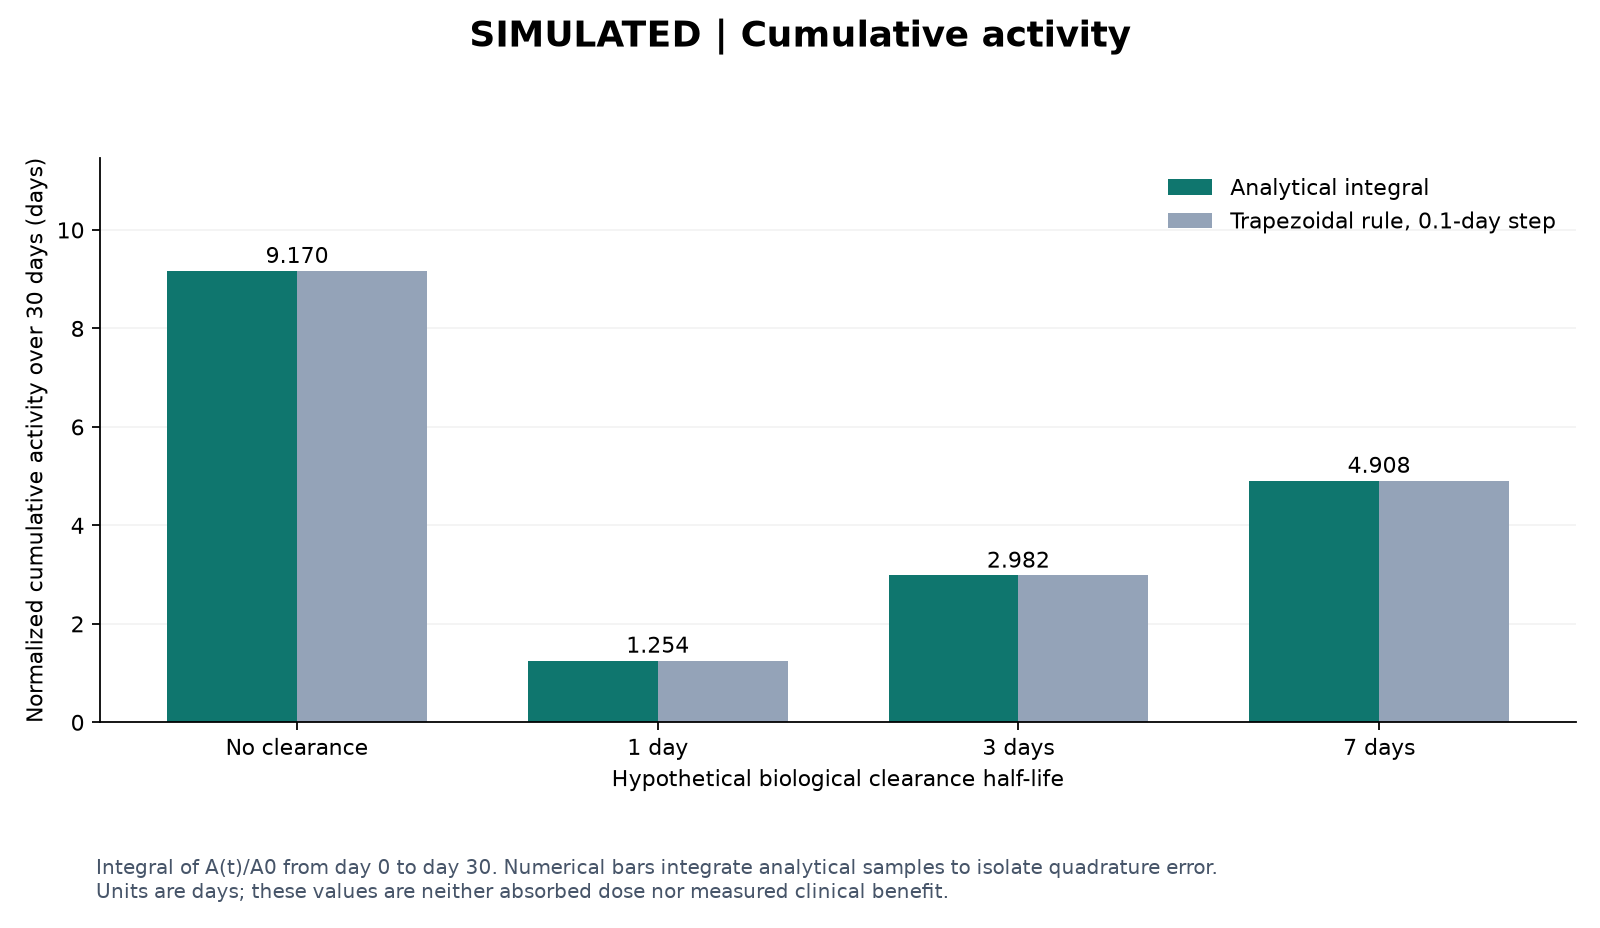 SIMULATED | Cumulative activity
Normalized cumulative activity over 30 days (days)
Analytical integral
Trapezoidal rule, 0.1-day step
10
8
6
4
2
0
9.170
1.254
2.982
4.908
No clearance
1 day
3 days
7 days
Hypothetical biological clearance half-life
Integral of A(t)/A0 from day 0 to day 30. Numerical bars integrate analytical samples to isolate quadrature error.
Units are days; these values are neither absorbed dose nor measured clinical benefit.